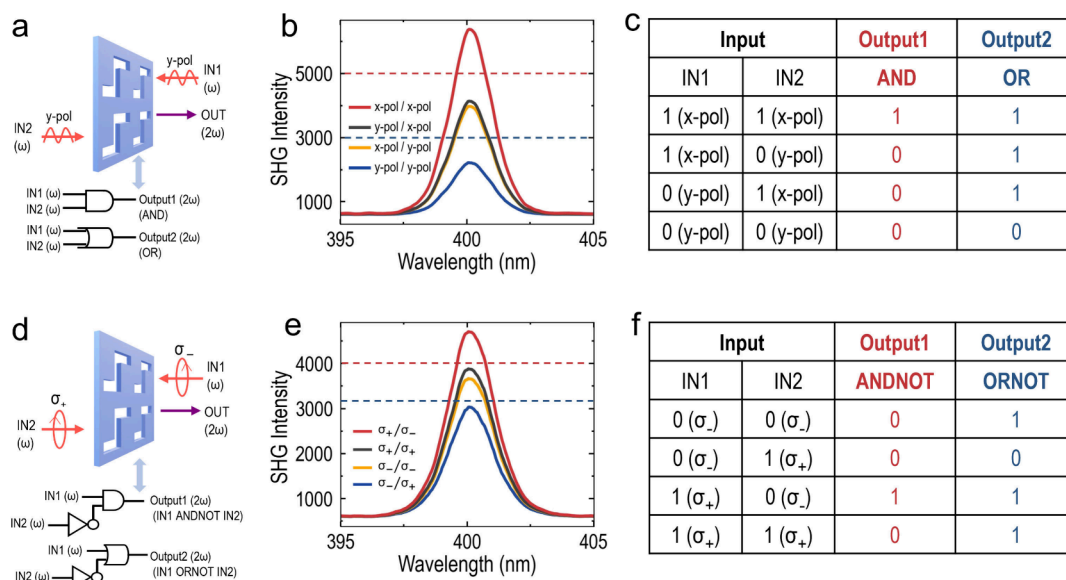 a
y-pol
IN1
(ω)
y-pol
OUT
(2ω)
IN2
(ω)
IN1 (ω)
IN2 (ω)
Output1 (2ω)
(AND)
IN1 (ω)
IN2 (ω)
Output2 (2ω)
(OR)
b
SHG Intensity
5000
3000
1000
x-pol / x-pol
y-pol / x-pol
x-pol / y-pol
y-pol / y-pol
395 400 405
Wavelength (nm)
c
Input Output1 Output2
IN1 IN2 AND OR
1 (x-pol) 1 (x-pol) 1 1
1 (x-pol) 0 (y-pol) 0 1
0 (y-pol) 1 (x-pol) 0 1
0 (y-pol) 0 (y-pol) 0 0
d
σ₋
IN1
(ω)
σ₊
OUT
(2ω)
IN2
(ω)
IN1 (ω)
IN2 (ω)
Output1 (2ω)
(IN1 ANDNOT IN2)
IN1 (ω)
IN2 (ω)
Output2 (2ω)
(IN1 ORNOT IN2)
e
SHG Intensity
4000
3000
2000
1000
σ₊/σ₋
σ₊/σ₊
σ₋/σ₋
σ₋/σ₊
395 400 405
Wavelength (nm)
f
Input Output1 Output2
IN1 IN2 ANDNOT ORNOT
0 (σ₋) 0 (σ₋) 0 1
0 (σ₋) 1 (σ₊) 0 0
1 (σ₊) 0 (σ₋) 1 1
1 (σ₊) 1 (σ₊) 0 1